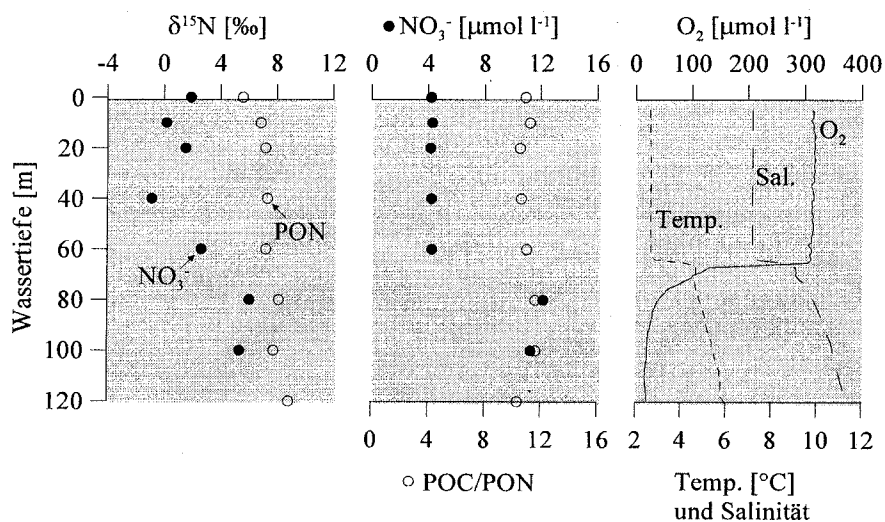 δ¹⁵N [‰]
-4 0 4 8 12
● NO₃⁻ [µmol l⁻¹]
0 4 8 12 16
O₂ [µmol l⁻¹]
0 100 200 300 400
Wassertiefe [m]
0
20
40
60
80
100
120
PON
NO₃⁻
O₂
Sal.
Temp.
0 4 8 12 16
○ POC/PON
2 4 6 8 10 12
Temp. [°C]
und Salinität